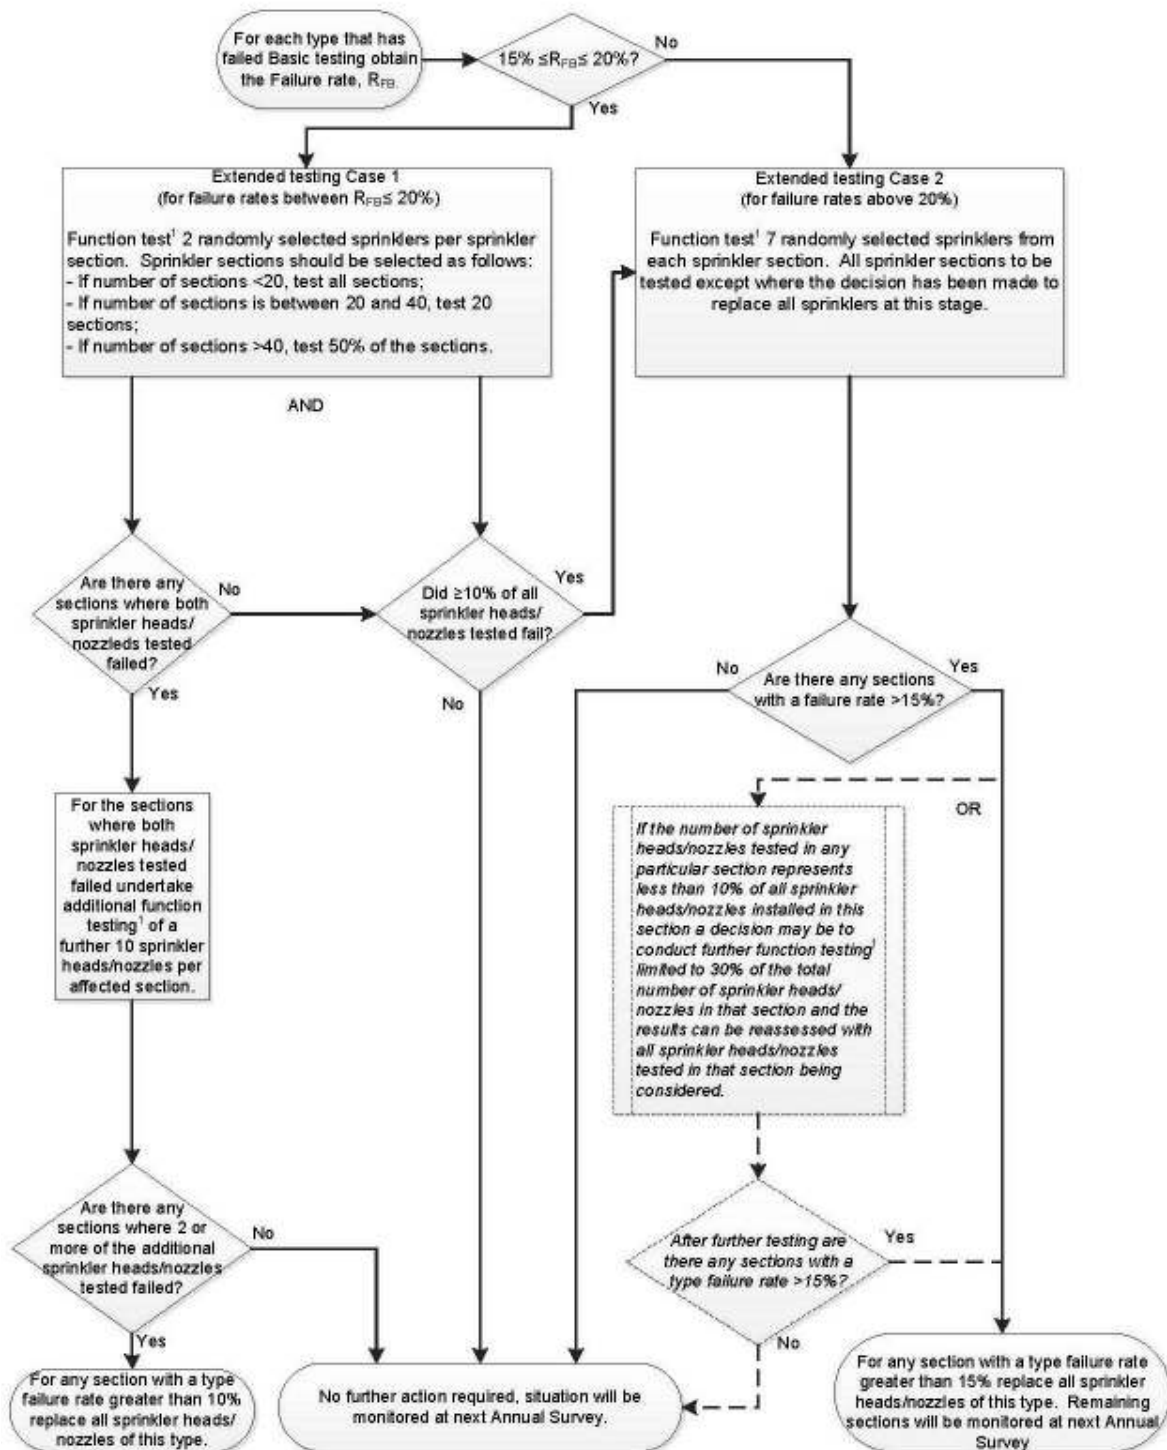 For each type that has
failed Basic testing obtain
the Failure rate, RFB.
15% ≤RFB≤ 20%?
No
Yes
Extended testing Case 1
(for failure rates between RFB≤ 20%)
Function test¹ 2 randomly selected sprinklers per sprinkler
section. Sprinkler sections should be selected as follows:
- If number of sections <20, test all sections;
- If number of sections is between 20 and 40, test 20
sections;
- If number of sections >40, test 50% of the sections.
Extended testing Case 2
(for failure rates above 20%)
Function test¹ 7 randomly selected sprinklers from
each sprinkler section. All sprinkler sections to be
tested except where the decision has been made to
replace all sprinklers at this stage.
AND
Are there any
sections where both
sprinkler heads/
nozzleds tested
failed?
No
Yes
Did ≥10% of all
sprinkler heads/
nozzles tested fail?
Yes
No
Are there any sections
with a failure rate >15%?
No
Yes
For the sections
where both
sprinkler heads/
nozzles tested
failed undertake
additional function
testing¹ of a
further 10 sprinkler
heads/nozzles per
affected section.
OR
If the number of sprinkler
heads/nozzles tested in any
particular section represents
less than 10% of all sprinkler
heads/nozzles installed in this
section a decision may be to
conduct further function testing¹
limited to 30% of the total
number of sprinkler heads/
nozzles in that section and the
results can be reassessed with
all sprinkler heads/nozzles
tested in that section being
considered.
Are there any
sections where 2 or
more of the additional
sprinkler heads/nozzles
tested failed?
No
Yes
After further testing are
there any sections with a
type failure rate >15%?
Yes
No
For any section with a type
failure rate greater than 10%
replace all sprinkler heads/
nozzles of this type.
No further action required, situation will be
monitored at next Annual Survey.
For any section with a type failure rate
greater than 15% replace all sprinkler
heads/nozzles of this type. Remaining
sections will be monitored at next Annual
Survey